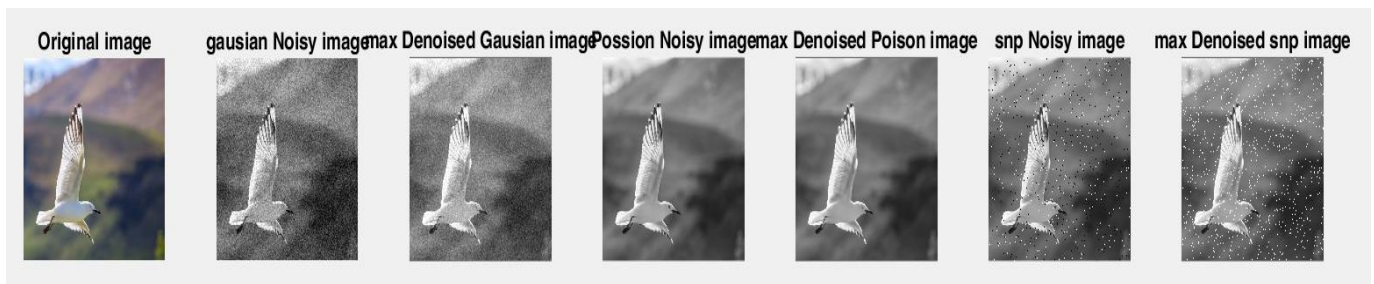 Original image
gausian Noisy image
max Denoised Gausian image
Possion Noisy image
max Denoised Poison image
snp Noisy image
max Denoised snp image